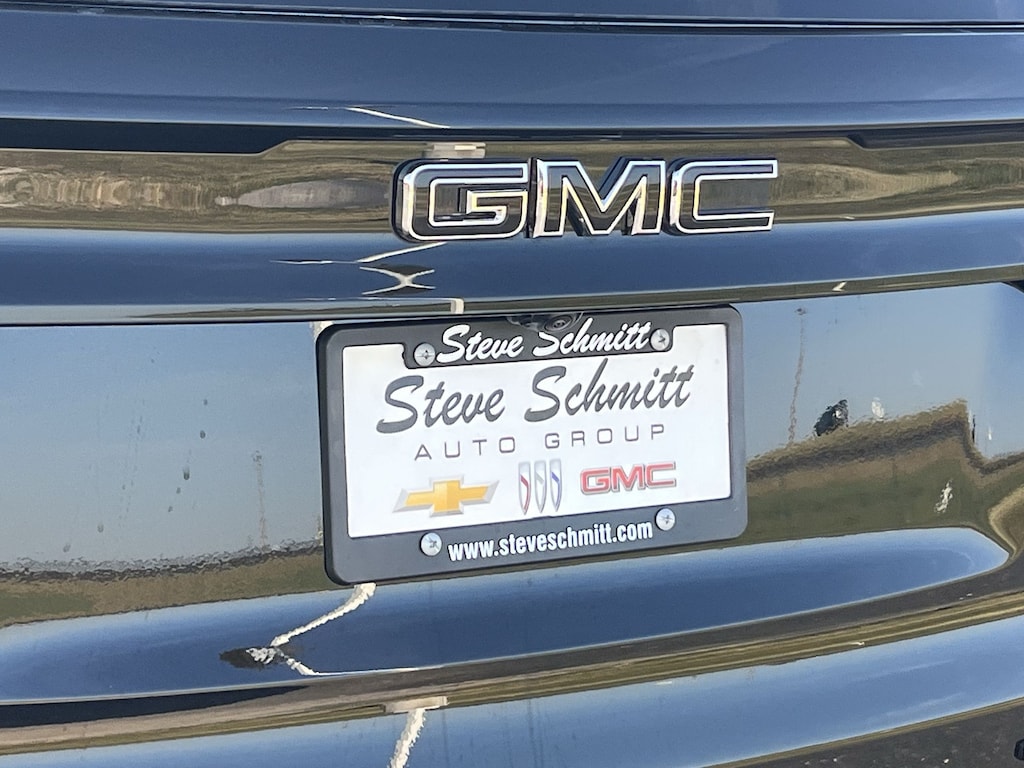 GMC
Steve Schmitt
Steve Schmitt
AUTO GROUP
GMC
www.steveschmitt.com